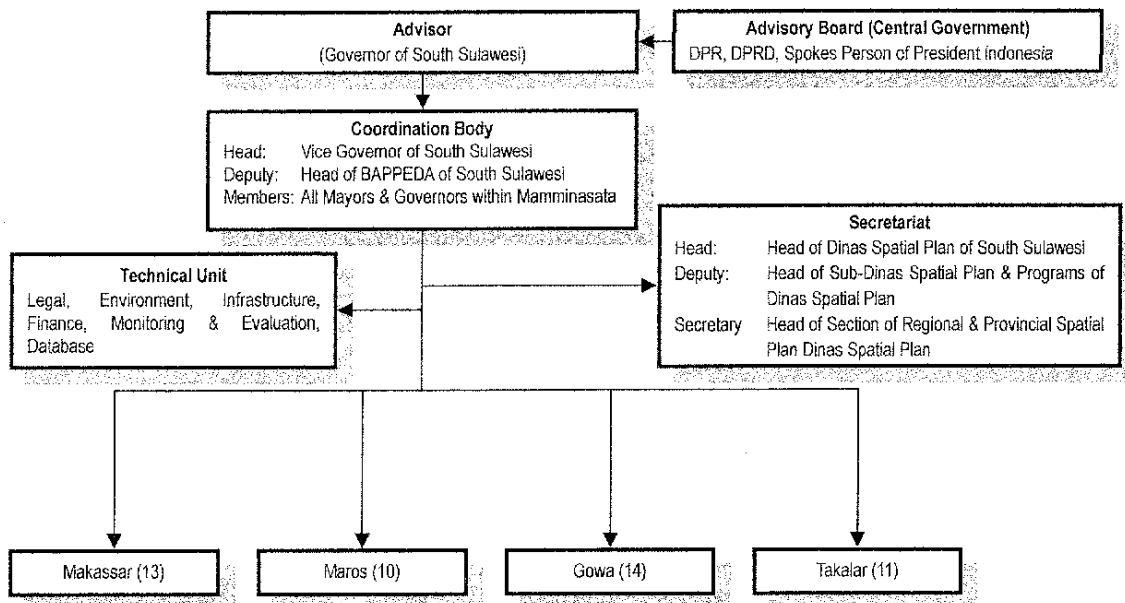 Advisor
(Governor of South Sulawesi)
Advisory Board (Central Government)
DPR, DPRD, Spokes Person of President Indonesia
Coordination Body
Head: Vice Governor of South Sulawesi
Deputy: Head of BAPPEDA of South Sulawesi
Members: All Mayors & Governors within Mamminasata
Secretariat
Head: Head of Dinas Spatial Plan of South Sulawesi
Deputy: Head of Sub-Dinas Spatial Plan & Programs of
Dinas Spatial Plan
Secretary Head of Section of Regional & Provincial Spatial
Plan Dinas Spatial Plan
Technical Unit
Legal, Environment, Infrastructure,
Finance, Monitoring & Evaluation,
Database
Makassar (13)
Maros (10)
Gowa (14)
Takalar (11)